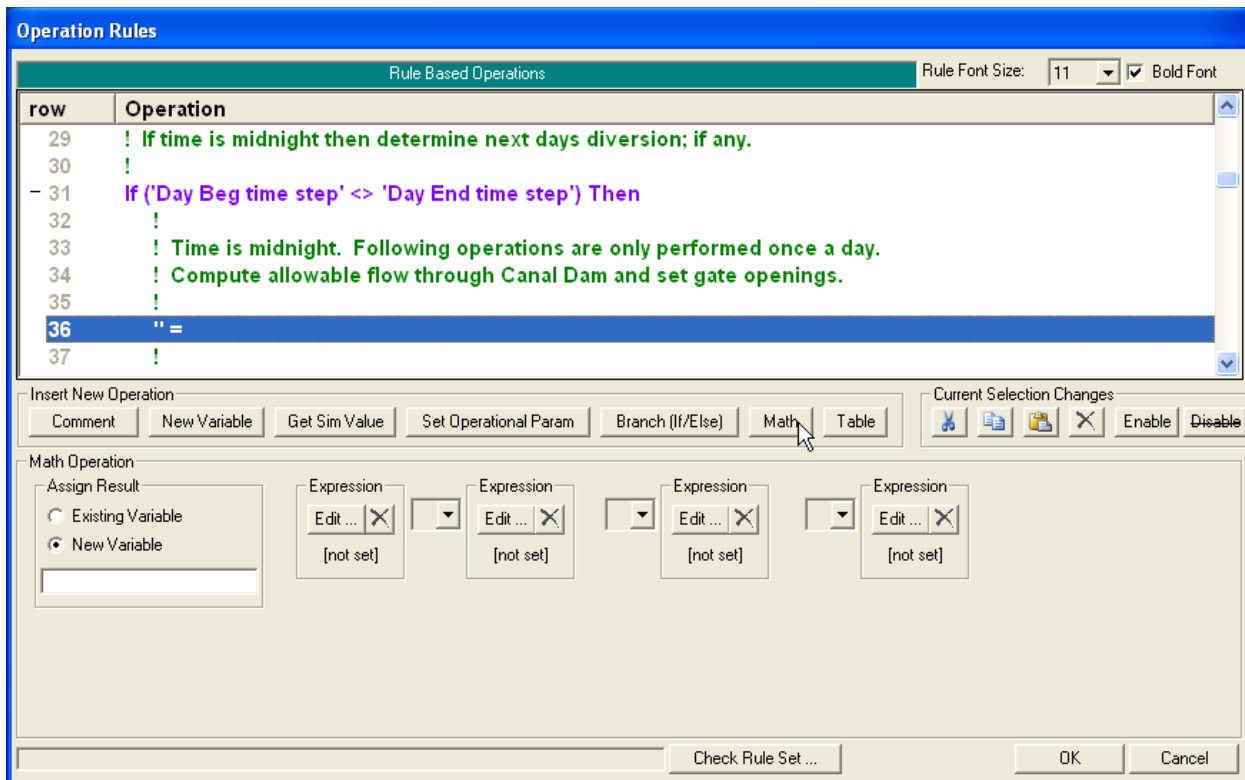 Operation Rules
Rule Based Operations Rule Font Size: 11 Bold Font
row Operation
29 ! If time is midnight then determine next days diversion; if any.
30 !
− 31 If ('Day Beg time step' <> 'Day End time step') Then
32 !
33 ! Time is midnight. Following operations are only performed once a day.
34 ! Compute allowable flow through Canal Dam and set gate openings.
35 !
36 '' =
37 !
Insert New Operation Current Selection Changes
Comment New Variable Get Sim Value Set Operational Param Branch (If/Else) Math Table Enable Disable
Math Operation
Assign Result Expression Expression Expression Expression
Existing Variable Edit ... Edit ... Edit ... Edit ...
New Variable [not set] [not set] [not set] [not set]
Check Rule Set ... OK Cancel